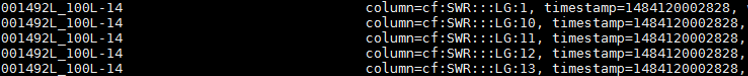 001492L_100L-14 column=cf:SWR:::LG:1, timestamp=1484120002828,
001492L_100L-14 column=cf:SWR:::LG:10, timestamp=1484120002828,
001492L_100L-14 column=cf:SWR:::LG:11, timestamp=1484120002828,
001492L_100L-14 column=cf:SWR:::LG:12, timestamp=1484120002828,
001492L_100L-14 column=cf:SWR:::LG:13, timestamp=1484120002828,